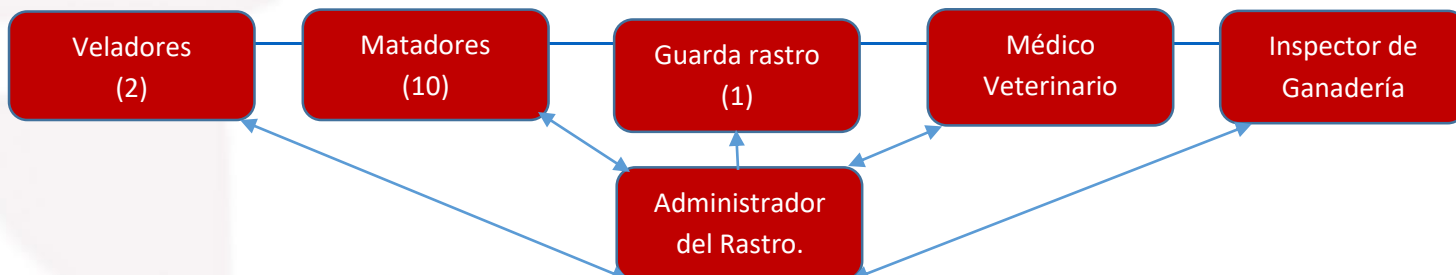 Veladores
(2)
Matadores
(10)
Guarda rastro
(1)
Médico
Veterinario
Inspector de
Ganadería
Administrador
del Rastro.